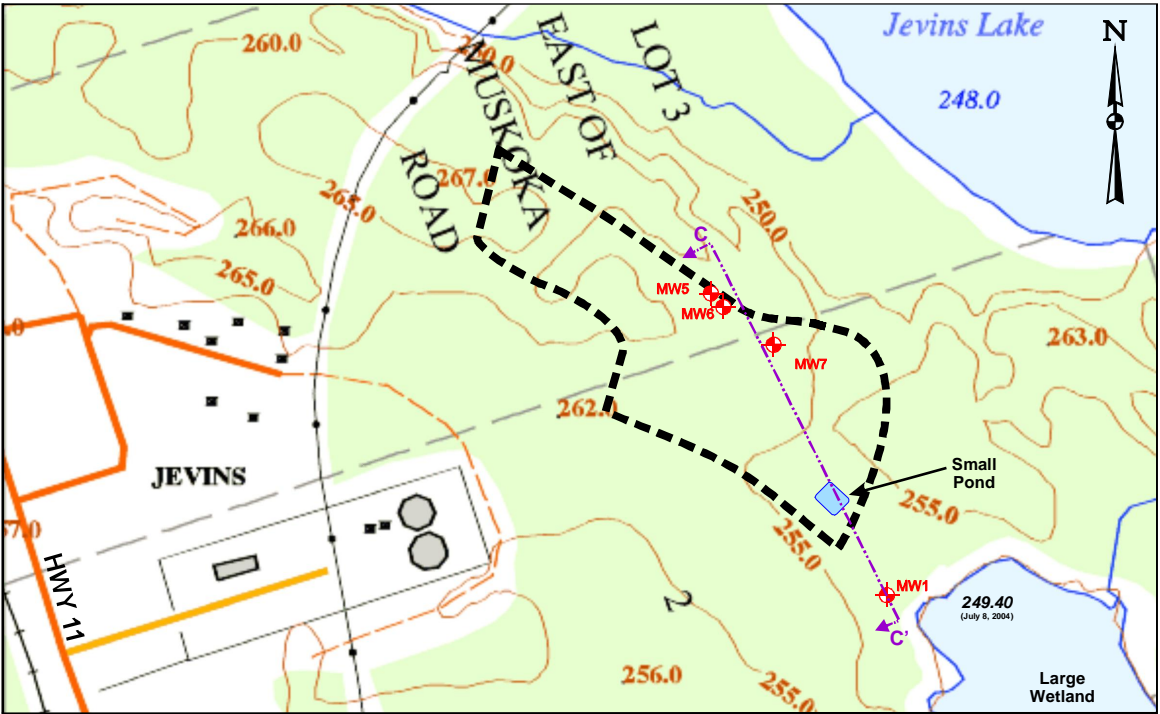 Jevins Lake
248.0
N
260.0
260.0
LOT 3
EAST OF
MUSKOKA
ROAD
267.0
265.0
266.0
265.0
250.0
C
MW5
MW6
MW7
263.0
262.0
JEVINS
Small
Pond
255.0
255.0
HWY 11
2
MW1
C'
249.40
(July 8, 2004)
256.0
255.0
Large
Wetland